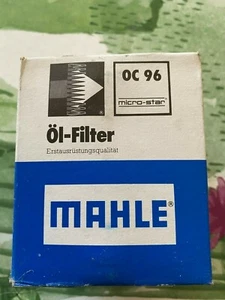 OC 96
micro-star
Öl-Filter
Erstausrüstungsqualität
MAHLE®